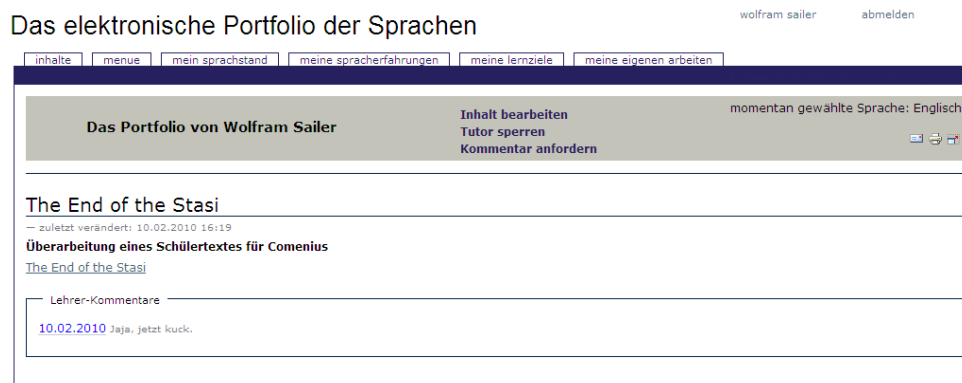 Das elektronische Portfolio der Sprachen
wolfram sailer abmelden
inhalte menue mein sprachstand meine spracherfahrungen meine lernziele meine eigenen arbeiten
Das Portfolio von Wolfram Sailer
Inhalt bearbeiten
Tutor sperren
Kommentar anfordern
momentan gewählte Sprache: Englisch
The End of the Stasi
— zuletzt verändert: 10.02.2010 16:19
Überarbeitung eines Schülertextes für Comenius
The End of the Stasi
Lehrer-Kommentare
10.02.2010 Jaja, jetzt kuck.